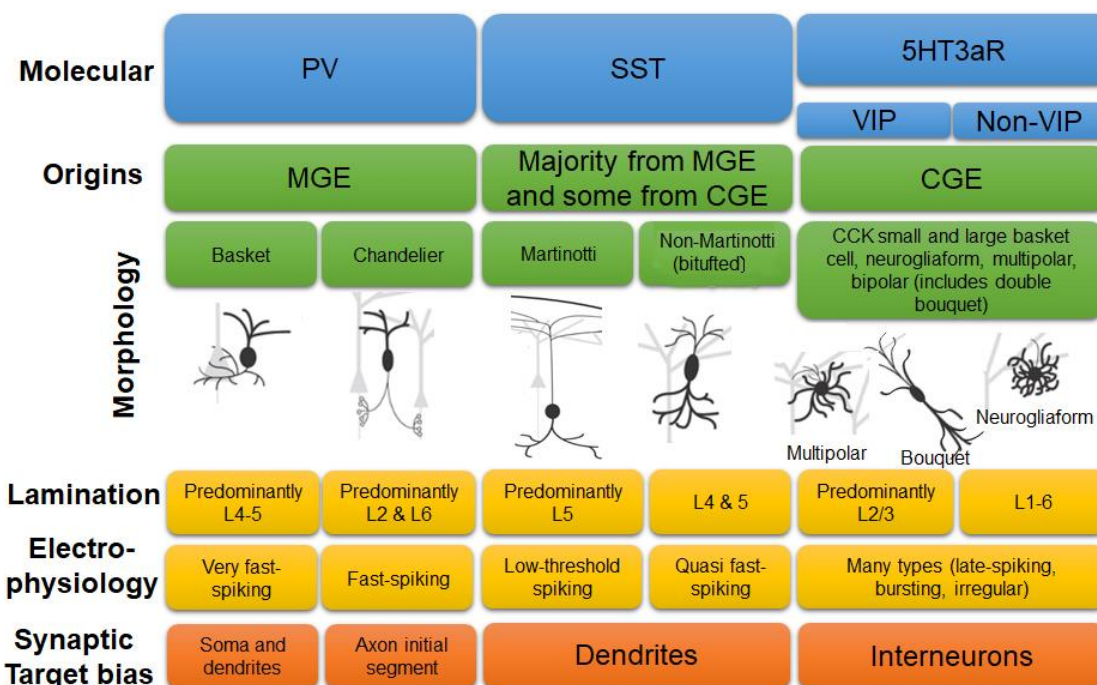 Molecular
PV
SST
5HT3aR
VIP
Non-VIP
Origins
MGE
Majority from MGE
and some from CGE
CGE
Morphology
Basket
Chandelier
Martinotti
Non-Martinotti
(bitufted)
CCK small and large basket
cell, neurogliaform, multipolar,
bipolar (includes double
bouquet)
Multipolar
Bouquet
Neurogliaform
Lamination
Predominantly
L4-5
Predominantly
L2 & L6
Predominantly
L5
L4 & 5
Predominantly
L2/3
L1-6
Electro-
physiology
Very fast-
spiking
Fast-spiking
Low-threshold
spiking
Quasi fast-
spiking
Many types (late-spiking,
bursting, irregular)
Synaptic
Target bias
Soma and
dendrites
Axon initial
segment
Dendrites
Interneurons